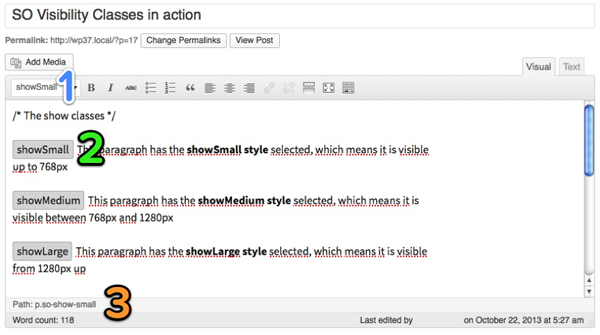 SO Visibility Classes in action
Permalink: http://wp37.local/?p=17 Change Permalinks View Post
Add Media Visual Text
showSmall 1 B I ABC
/* The show classes */
showSmall 2 This paragraph has the showSmall style selected, which means it is visible
up to 768px
showMedium This paragraph has the showMedium style selected, which means it is
visible between 768px and 1280px
showLarge This paragraph has the showLarge style selected, which means it is visible
from 1280px up
Path: p.so-show-small
3
Word count: 118 Last edited by on October 22, 2013 at 5:27 am